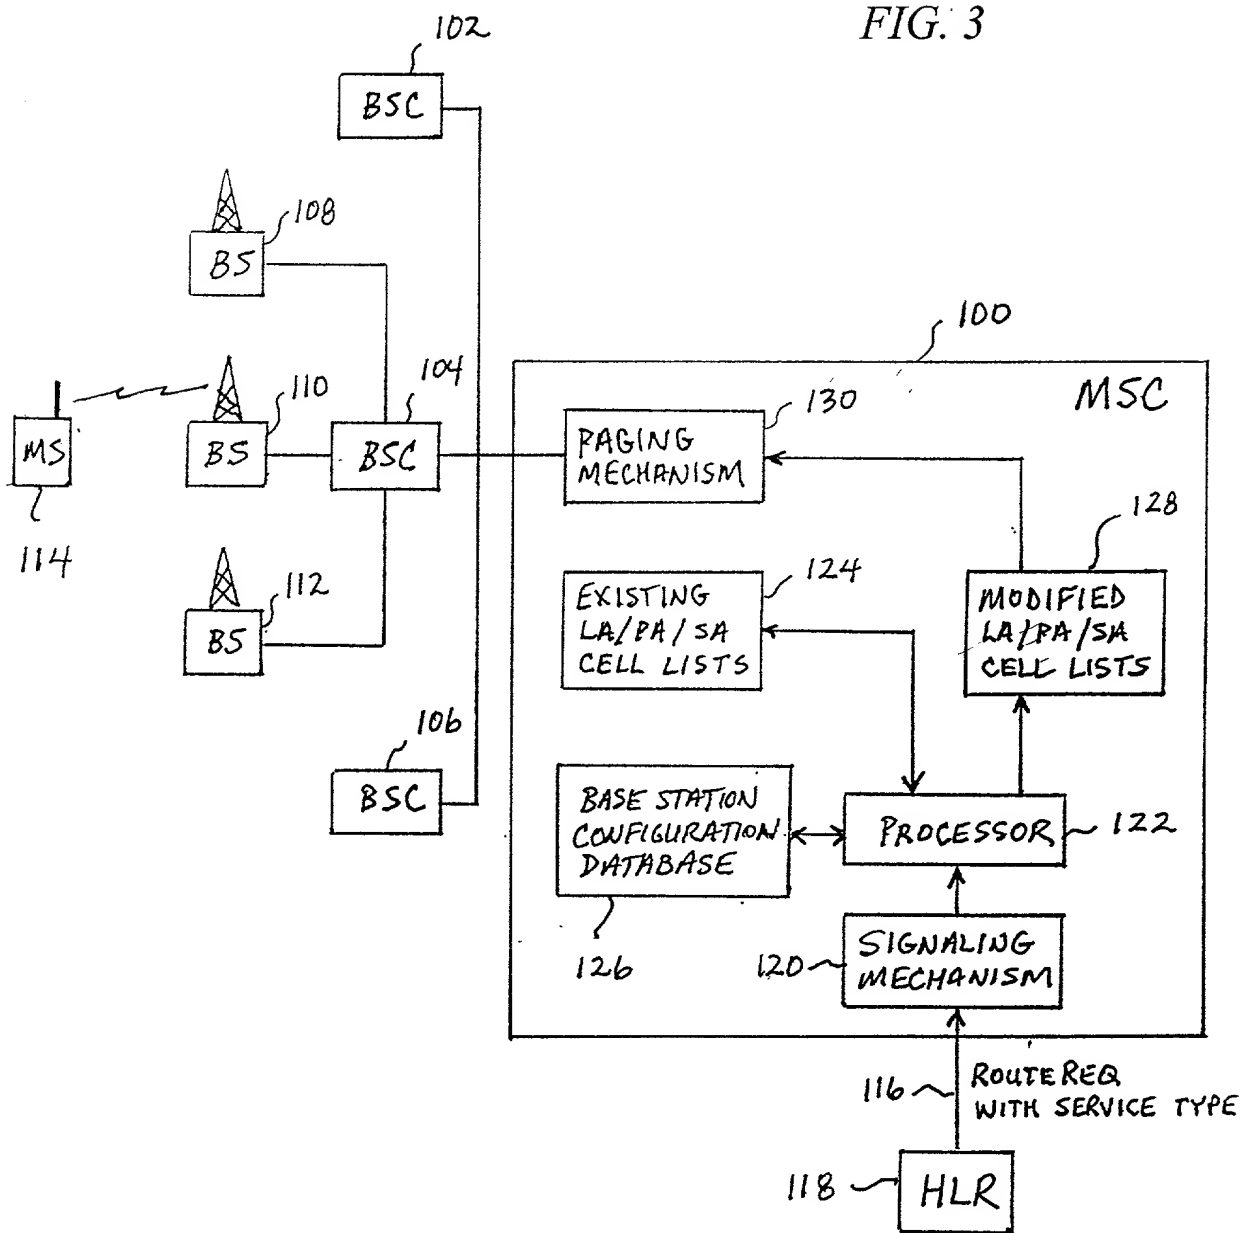 FIG. 3
102
BSC
108
BS
100
MSC
104
110
130
PAGING
MECHANISM
MS
BS
BSC
114
128
124
EXISTING
LA/PA/SA
CELL LISTS
MODIFIED
LA/PA/SA
CELL LISTS
112
BS
106
BSC
BASE STATION
CONFIGURATION
DATABASE
PROCESSOR
122
126
120
SIGNALING
MECHANISM
116
ROUTEREQ
WITH SERVICE TYPE
118
HLR